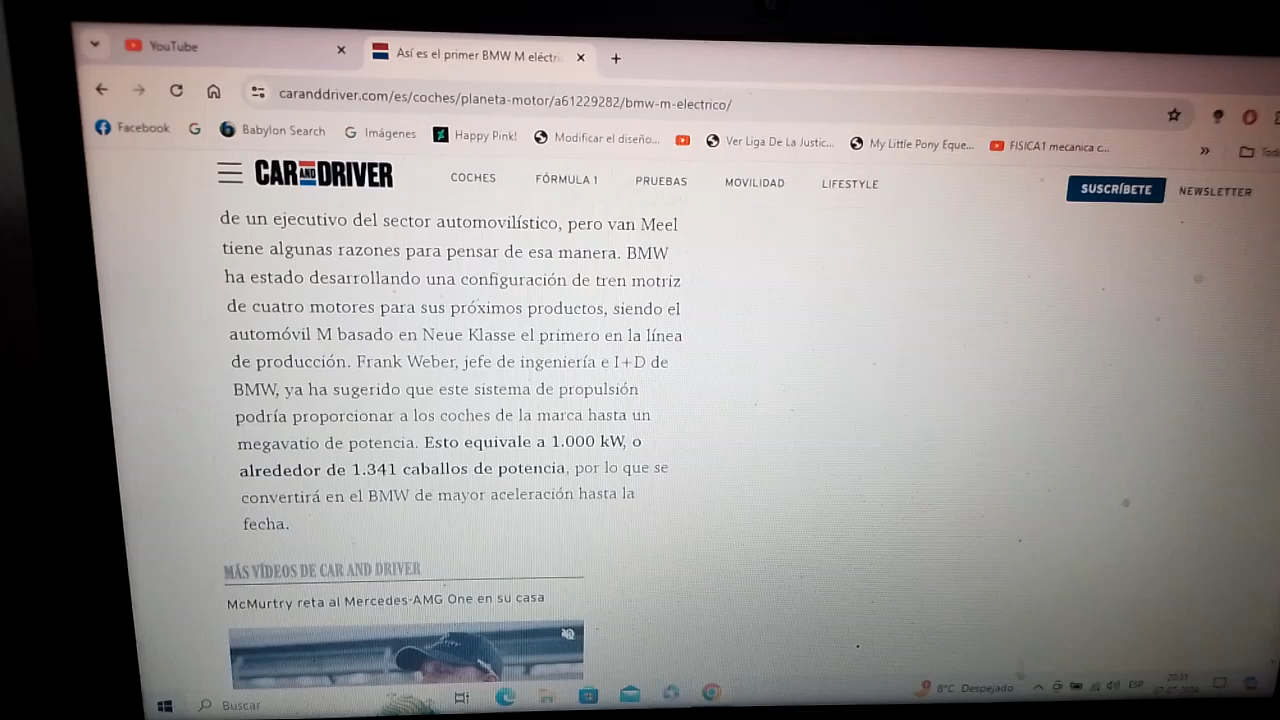 YouTube
Así es el primer BMW M eléctri
caranddriver.com/es/coches/planeta-motor/a61229282/bmw-m-electrico/
Facebook
Babylon Search
Imágenes
Happy Pink!
Modificar el diseño...
Ver Liga De La Justic...
My Little Pony Eque...
FISICA1 mecanica c...
CAR AND DRIVER
COCHES
FÓRMULA 1
PRUEBAS
MOVILIDAD
LIFESTYLE
SUSCRÍBETE
NEWSLETTER
de un ejecutivo del sector automovilístico, pero van Meel
tiene algunas razones para pensar de esa manera. BMW
ha estado desarrollando una configuración de tren motriz
de cuatro motores para sus próximos productos, siendo el
automóvil M basado en Neue Klasse el primero en la línea
de producción. Frank Weber, jefe de ingeniería e I+D de
BMW, ya ha sugerido que este sistema de propulsión
podría proporcionar a los coches de la marca hasta un
megavatio de potencia. Esto equivale a 1.000 kW, o
alrededor de 1.341 caballos de potencia, por lo que se
convertirá en el BMW de mayor aceleración hasta la
fecha.
MÁS VÍDEOS DE CAR AND DRIVER
McMurtry reta al Mercedes-AMG One en su casa
Buscar
8°C Despejado
ESP